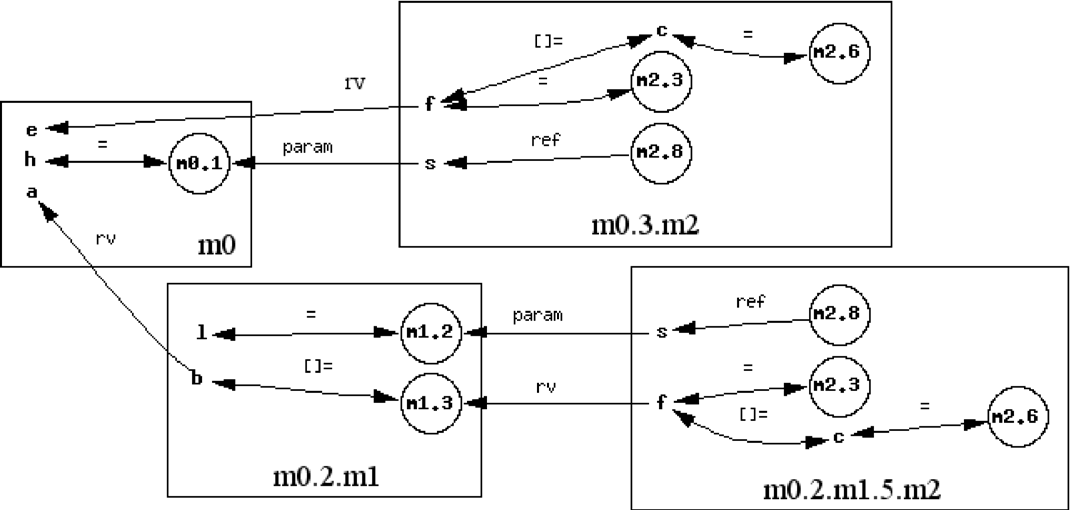 c
=
m2.6
[]=
m2.3
=
rv
f
e
h
=
m0.1
param
s
ref
m2.8
a
m0
m0.3.m2
rv
l
=
m1.2
param
s
ref
m2.8
b
[]=
m1.3
rv
f
=
m2.3
[]=
c
=
m2.6
m0.2.m1
m0.2.m1.5.m2